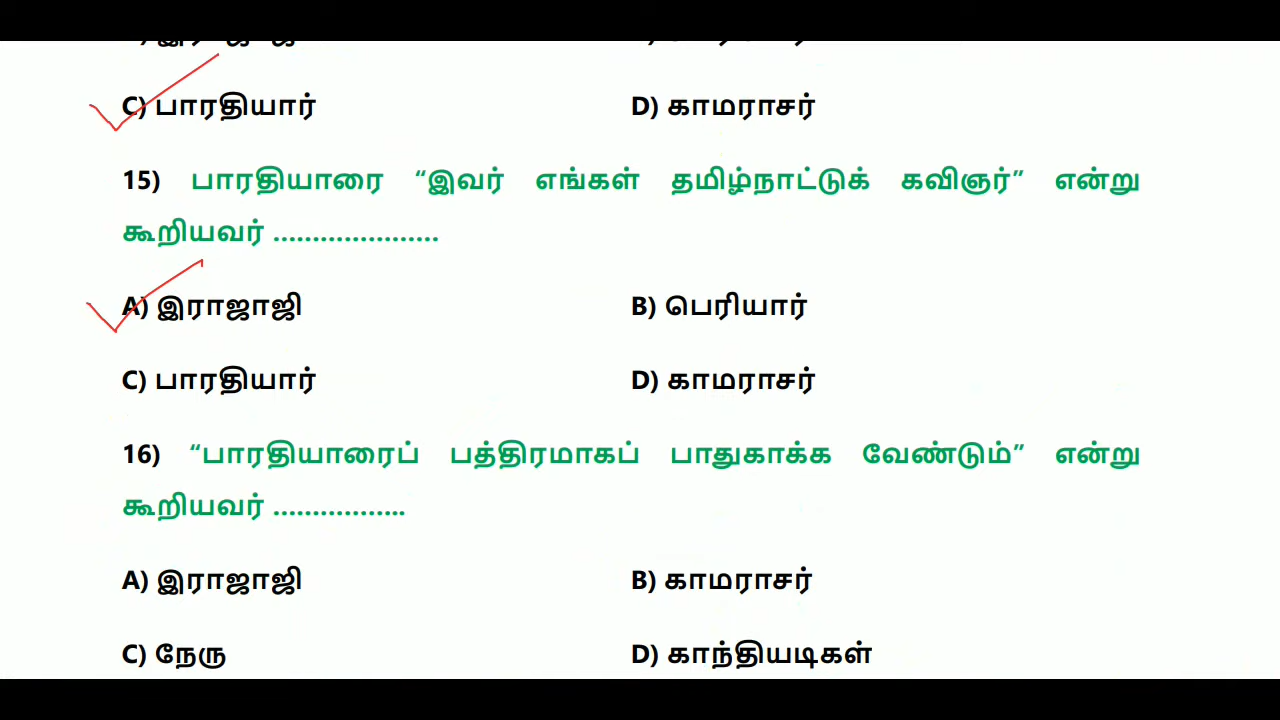 C) பாரதியார் D) காமராசர்
15) பாரதியாரை “இவர் எங்கள் தமிழ்நாட்டுக் கவிஞர்” என்று
கூறியவர் .....................
A) இராஜாஜி B) பெரியார்
C) பாரதியார் D) காமராசர்
16) “பாரதியாரைப் பத்திரமாகப் பாதுகாக்க வேண்டும்” என்று
கூறியவர் .................
A) இராஜாஜி B) காமராசர்
C) நேரு D) காந்தியடிகள்